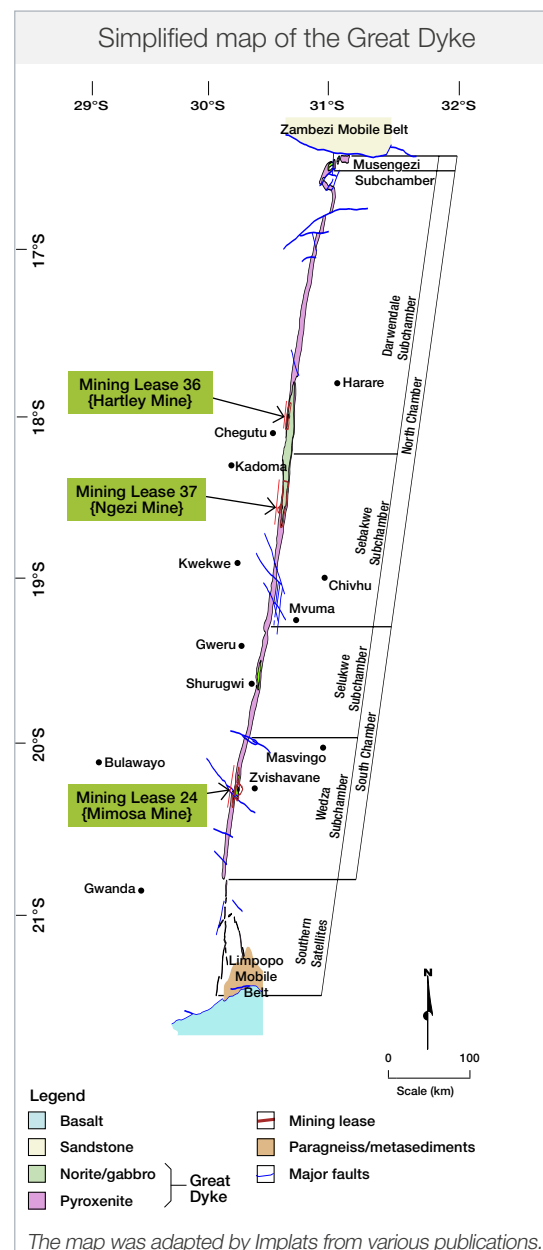 Simplified map of the Great Dyke
29°S
30°S
31°S
32°S
Zambezi Mobile Belt
Musengezi
Subchamber
17°S
Darwendale
Subchamber
Harare
Mining Lease 36
{Hartley Mine}
North Chamber
18°S
Chegutu
Kadoma
Mining Lease 37
{Ngezi Mine}
Sebakwe
Subchamber
Kwekwe
19°S
Chivhu
Mvuma
Gweru
Selukwe
Subchamber
Shurugwi
20°S
Masvingo
South Chamber
Bulawayo
Zvishavane
Wedza
Subchamber
Mining Lease 24
{Mimosa Mine}
Gwanda
21°S
Southern
Satellites
Limpopo
Mobile
Belt
N
0
100
Scale (km)
Legend
Basalt
Sandstone
Norite/gabbro
Pyroxenite
Great
Dyke
Mining lease
Paragneiss/metasediments
Major faults
The map was adapted by Implats from various publications.